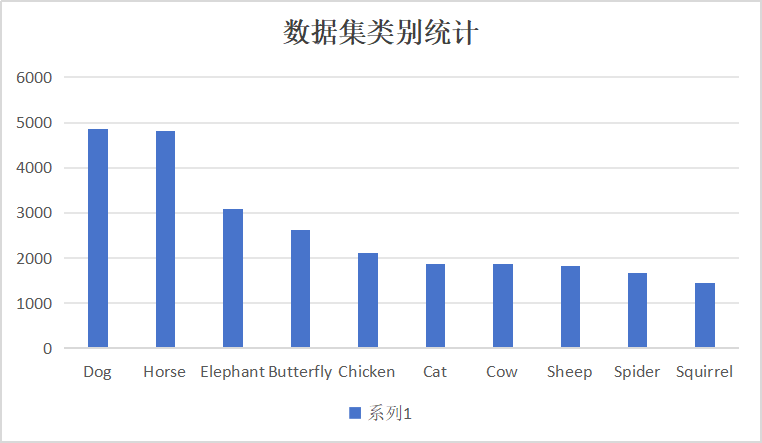 数据集类别统计
6000
5000
4000
3000
2000
1000
0
Dog Horse Elephant Butterfly Chicken Cat Cow Sheep Spider Squirrel
系列1